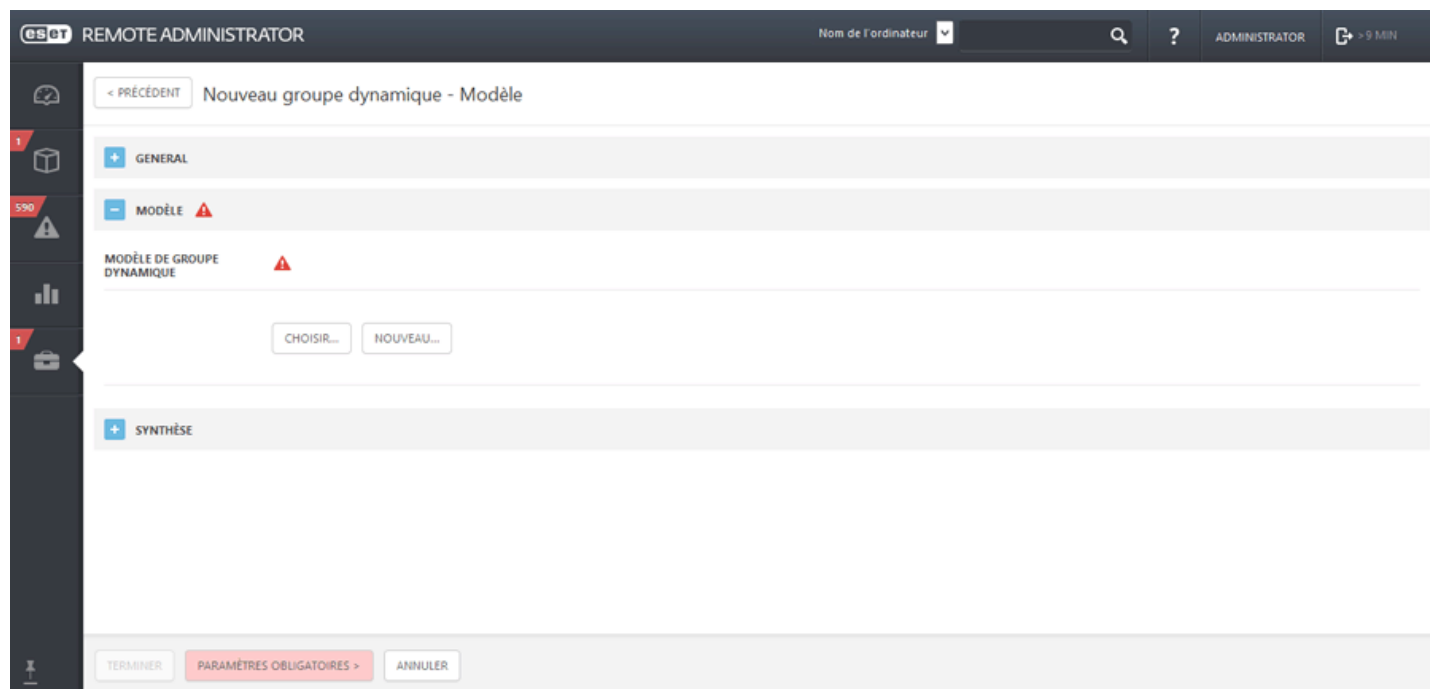 eset REMOTE ADMINISTRATOR
Nom de l'ordinateur
?
ADMINISTRATOR
>9 MIN
< PRÉCÉDENT
Nouveau groupe dynamique - Modèle
1
+ GENERAL
590
− MODÈLE
MODÈLE DE GROUPE
DYNAMIQUE
CHOISIR...
NOUVEAU...
1
+ SYNTHÈSE
TERMINER
PARAMÈTRES OBLIGATOIRES >
ANNULER